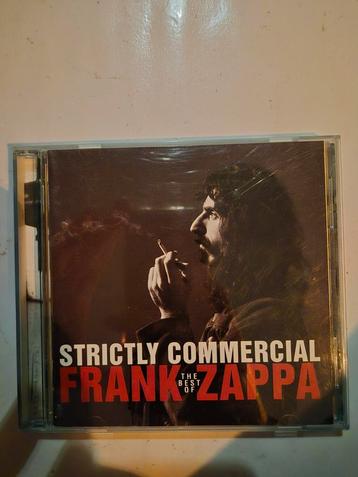 STRICTLY COMMERCIAL
FRANK THE BEST OF ZAPPA